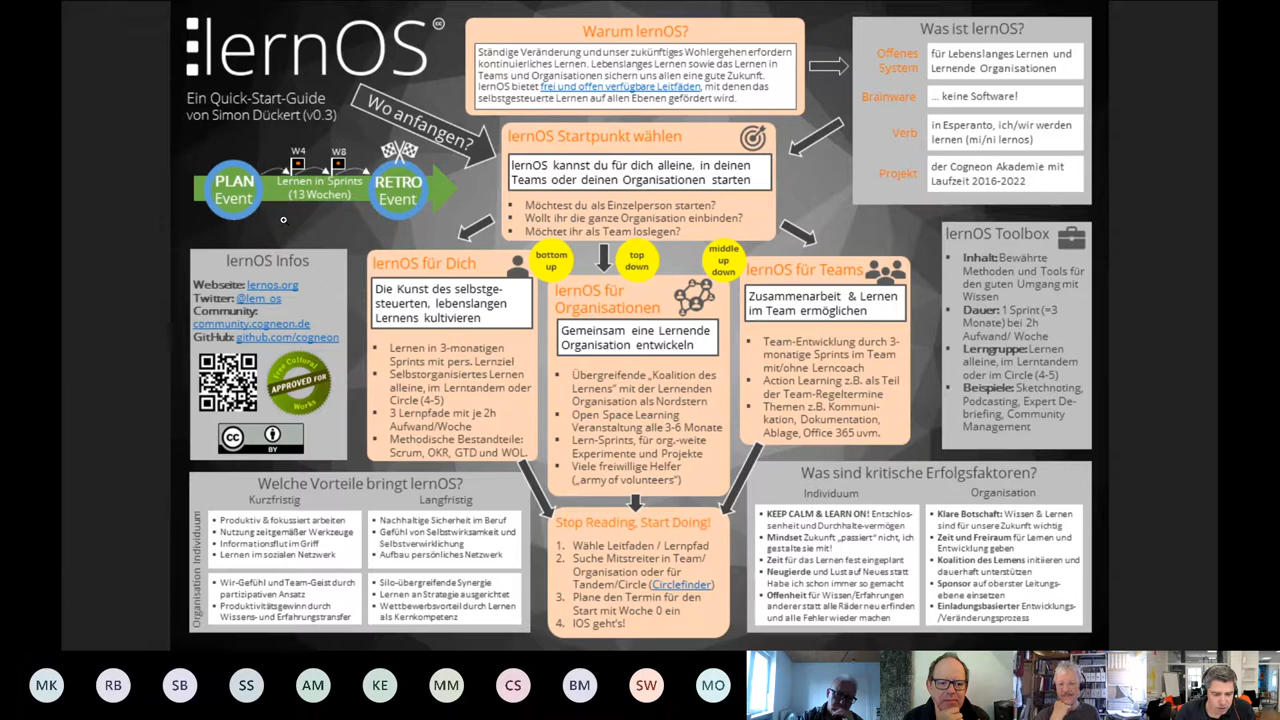 lernOS
Ein Quick-Start-Guide
von Simon Dückert (v0.3)
Wo anfangen?
W4
W8
PLAN
Event
Lernen in Sprints
(13 Wochen)
RETRO
Event
Warum lernOS?
Ständige Veränderung und unser zukünftiges Wohlergehen erfordern
kontinuierliches Lernen. Lebenslanges Lernen sowie das Lernen in
Teams und Organisationen sichern uns allen eine gute Zukunft.
lernOS bietet frei und offen verfügbare Leitfäden, mit denen das
selbstgesteuerte Lernen auf allen Ebenen gefördert wird.
Was ist lernOS?
Offenes
System
für Lebenslanges Lernen und
Lernende Organisationen
Brainware
... keine Software!
Verb
in Esperanto, ich/wir werden
lernen (mi/ni lernos)
Projekt
der Cogneon Akademie mit
Laufzeit 2016-2022
lernOS Startpunkt wählen
lernOS kannst du für dich alleine, in deinen
Teams oder deinen Organisationen starten
Möchtest du als Einzelperson starten?
Wollt ihr die ganze Organisation einbinden?
Möchtet ihr als Team loslegen?
bottom
up
top
down
middle
up
down
lernOS Infos
Webseite: lernos.org
Twitter: @lern_os
Community:
community.cogneon.de
GitHub: github.com/cogneon
Free Cultural
APPROVED FOR
Works
CC
BY
lernOS für Dich
Die Kunst des selbstge-
steuerten, lebenslangen
Lernens kultivieren
Lernen in 3-monatigen
Sprints mit pers. Lernziel
Selbstorganisiertes Lernen
alleine, im Lerntandem oder
Circle (4-5)
3 Lernpfade mit je 2h
Aufwand/Woche
Methodische Bestandteile:
Scrum, OKR, GTD und WOL.
lernOS für
Organisationen
Gemeinsam eine Lernende
Organisation entwickeln
Übergreifende „Koalition des
Lernens“ mit der Lernenden
Organisation als Nordstern
Open Space Learning
Veranstaltung alle 3-6 Monate
Lern-Sprints, für org.-weite
Experimente und Projekte
Viele freiwillige Helfer
(„army of volunteers“)
lernOS für Teams
Zusammenarbeit & Lernen
im Team ermöglichen
Team-Entwicklung durch 3-
monatige Sprints im Team
mit/ohne Lerncoach
Action Learning z.B. als Teil
der Team-Regeltermine
Themen z.B. Kommuni-
kation, Dokumentation,
Ablage, Office 365 uvm.
lernOS Toolbox
Inhalt: Bewährte
Methoden und Tools für
den guten Umgang mit
Wissen
Dauer: 1 Sprint (=3
Monate) bei 2h
Aufwand/ Woche
Lerngruppe: Lernen
alleine, im Lerntandem
oder im Circle (4-5)
Beispiele: Sketchnoting,
Podcasting, Expert De-
briefing, Community
Management
Welche Vorteile bringt lernOS?
Kurzfristig
Langfristig
Organisation Individuum
Produktiv & fokussiert arbeiten
Nutzung zeitgemäßer Werkzeuge
Informationsflut im Griff
Lernen im sozialen Netzwerk
Nachhaltige Sicherheit im Beruf
Gefühl von Selbstwirksamkeit und
Selbstverwirklichung
Aufbau persönliches Netzwerk
Wir-Gefühl und Team-Geist durch
partizipativen Ansatz
Produktivitätsgewinn durch
Wissens- und Erfahrungstransfer
Silo-übergreifende Synergie
Lernen an Strategie ausgerichtet
Wettbewerbsvorteil durch Lernen
als Kernkompetenz
Stop Reading, Start Doing!
1. Wähle Leitfaden / Lernpfad
2. Suche Mitstreiter in Team/
Organisation oder für
Tandem/Circle (Circlefinder)
3. Plane den Termin für den
Start mit Woche 0 ein
4. lOS geht's!
Was sind kritische Erfolgsfaktoren?
Individuum
Organisation
KEEP CALM & LEARN ON! Entschlos-
senheit und Durchhalte-vermögen
Mindset Zukunft „passiert“ nicht, ich
gestalte sie mit!
Zeit für das Lernen fest eingeplant
Neugierde und Lust auf Neues statt
Habe ich schon immer so gemacht
Offenheit für Wissen/Erfahrungen
anderer statt alle Räder neu erfinden
und alle Fehler wieder machen
Klare Botschaft: Wissen & Lernen
sind für unsere Zukunft wichtig
Zeit und Freiraum für Lernen und
Entwicklung geben
Koalition des Lernens initiieren und
dauerhaft unterstützen
Sponsor auf oberster Leitungs-
ebene einsetzen
Einladungsbasierter Entwicklungs-
/Veränderungsprozess
MK RB SB SS AM KE MM CS BM SW MO